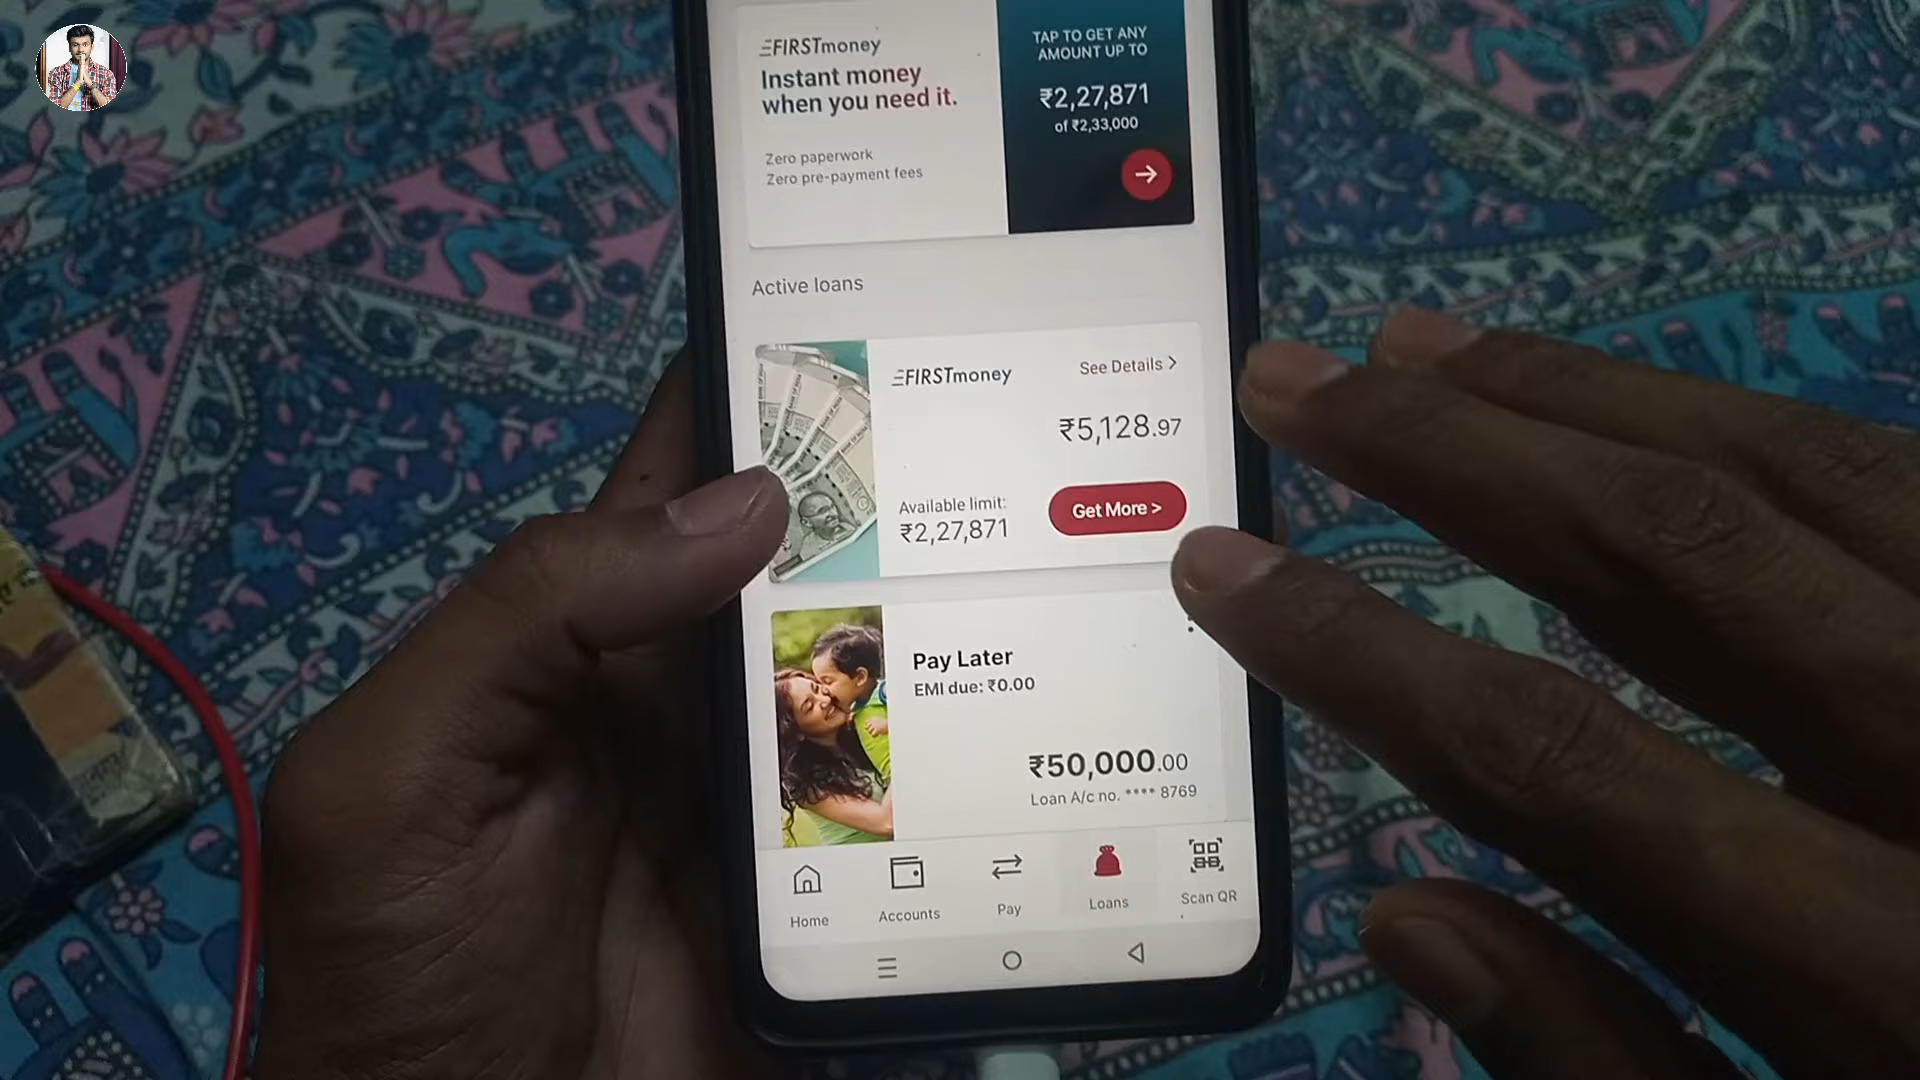 FIRSTmoney
Instant money
when you need it.
Zero paperwork
Zero pre-payment fees
TAP TO GET ANY
AMOUNT UP TO
₹2,27,871
of ₹2,33,000
Active loans
FIRSTmoney
See Details >
₹5,128.97
Available limit:
₹2,27,871
Get More >
Pay Later
EMI due: ₹0.00
₹50,000.00
Loan A/c no. **** 8769
Home
Accounts
Pay
Loans
Scan QR